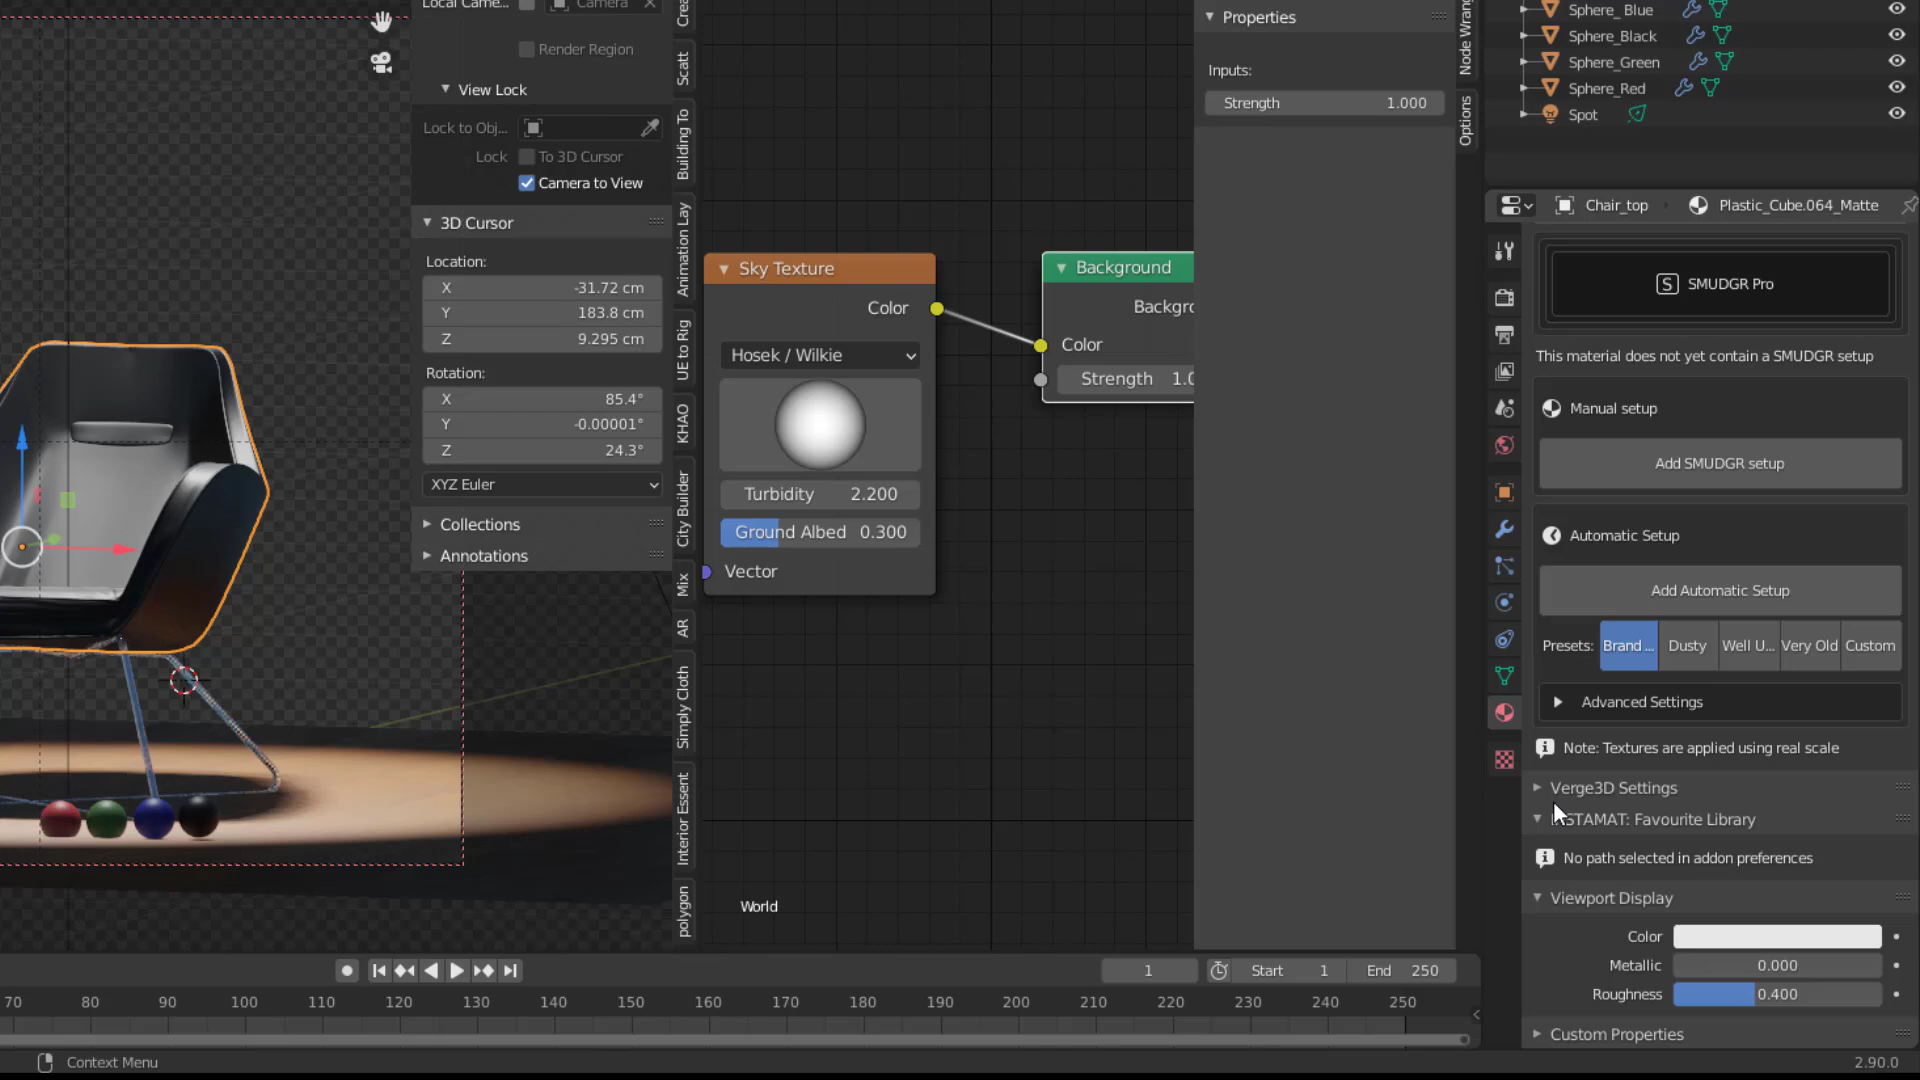 Local Came...
Camera
Render Region
View Lock
Lock to Obj...
Lock
To 3D Cursor
Camera to View
3D Cursor
Location:
X -31.72 cm
Y 183.8 cm
Z 9.295 cm
Rotation:
X 85.4°
Y -0.00001°
Z 24.3°
XYZ Euler
Collections
Annotations
Crea
Scatt
Building To
Animation Lay
UE to Rig
KHAO
City Builder
Mix
AR
Simply Cloth
Interior Essent
polygon
Sky Texture
Color
Hosek / Wilkie
Turbidity 2.200
Ground Albed 0.300
Vector
Background
Backgro
Color
Strength 1.0
World
Properties
Inputs:
Strength 1.000
Node Wrang
Options
Sphere_ Blue
Sphere_Black
Sphere_Green
Sphere_Red
Spot
Chair_top
Plastic_Cube.064_Matte
S SMUDGR Pro
This material does not yet contain a SMUDGR setup
Manual setup
Add SMUDGR setup
Automatic Setup
Add Automatic Setup
Presets: Brand ... Dusty Well U... Very Old Custom
Advanced Settings
Note: Textures are applied using real scale
Verge3D Settings
STAMAT: Favourite Library
No path selected in addon preferences
Viewport Display
Color
Metallic 0.000
Roughness 0.400
Custom Properties
1 Start 1 End 250
70 80 90 100 110 120 130 140 150 160 170 180 190 200 210 220 230 240 250
Context Menu
2.90.0